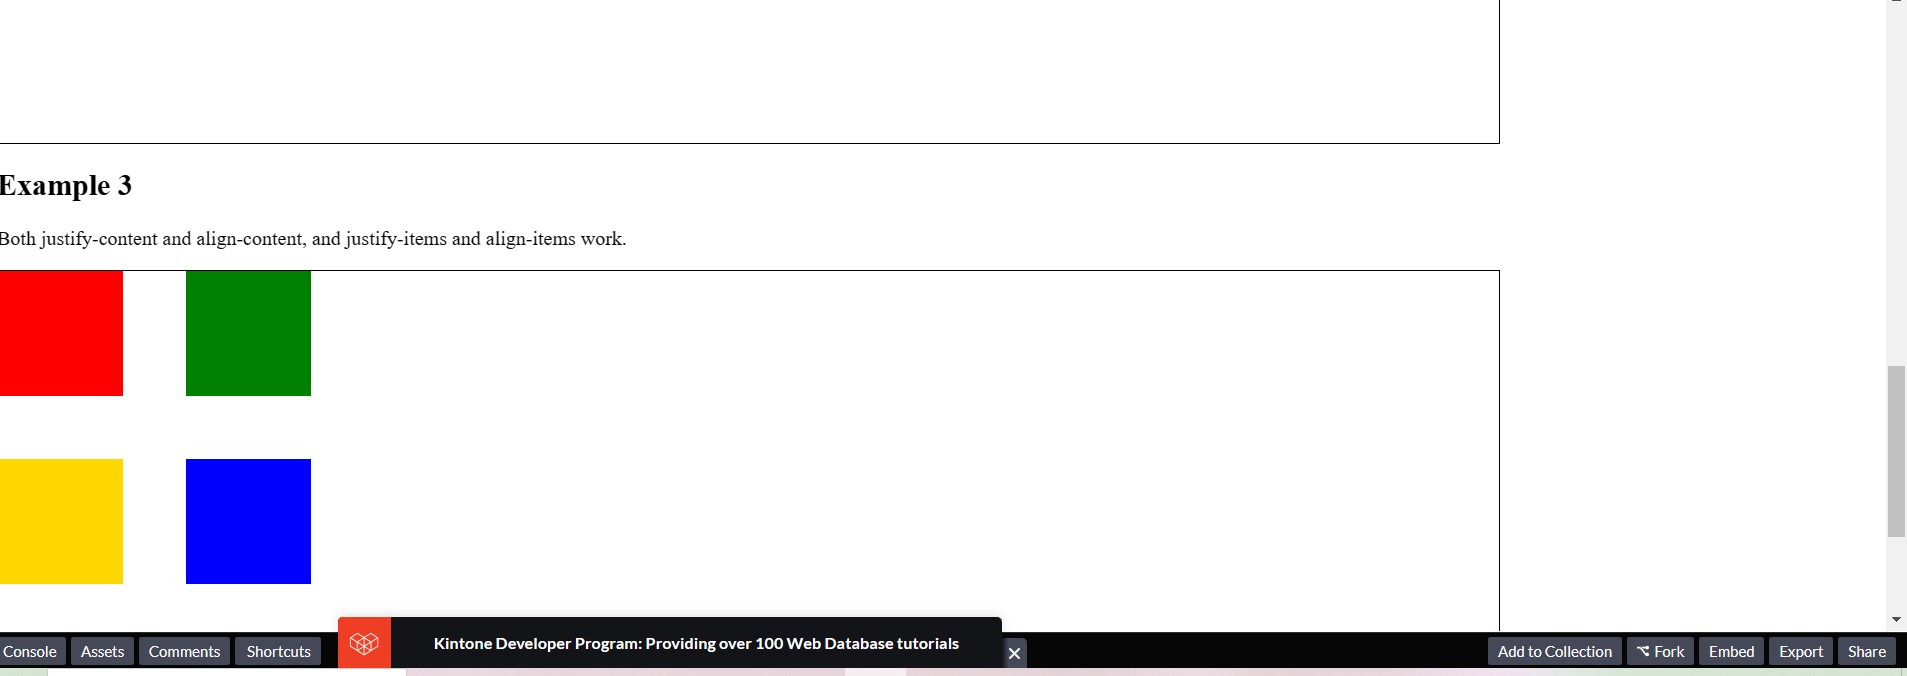 Example 3
Both justify-content and align-content, and justify-items and align-items work.
Kintone Developer Program: Providing over 100 Web Database tutorials
Console Assets Comments Shortcuts Add to Collection Fork Embed Export Share